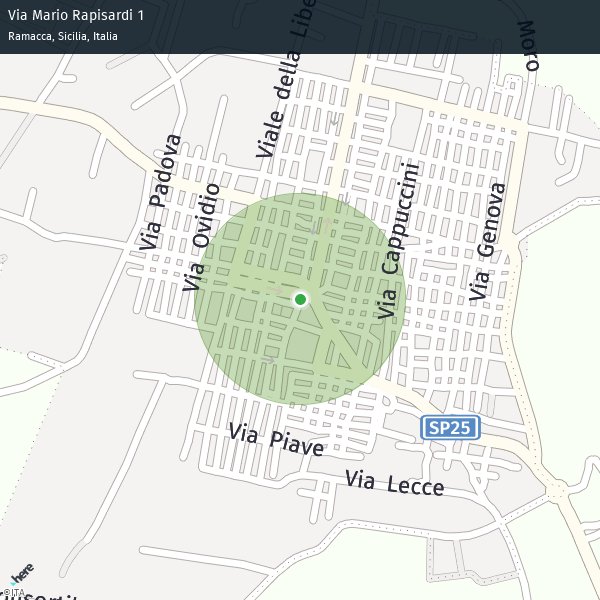 Via Mario Rapisardi 1
Ramacca, Sicilia, Italia
Moro
Viale della Libe
Via Padova
Via Ovidio
Via Cappuccini
Via Genova
SP25
Via Piave
Via Lecce
here
©ITA